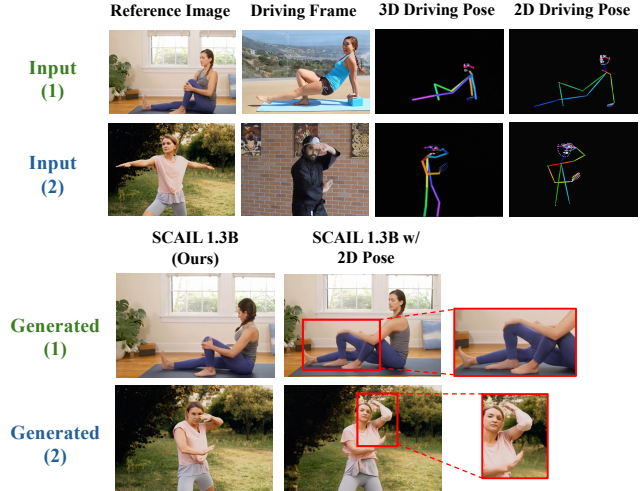 Reference Image Driving Frame 3D Driving Pose 2D Driving Pose
Input
(1)
Input
(2)
SCAIL 1.3B
(Ours)
SCAIL 1.3B w/
2D Pose
Generated
(1)
Generated
(2)